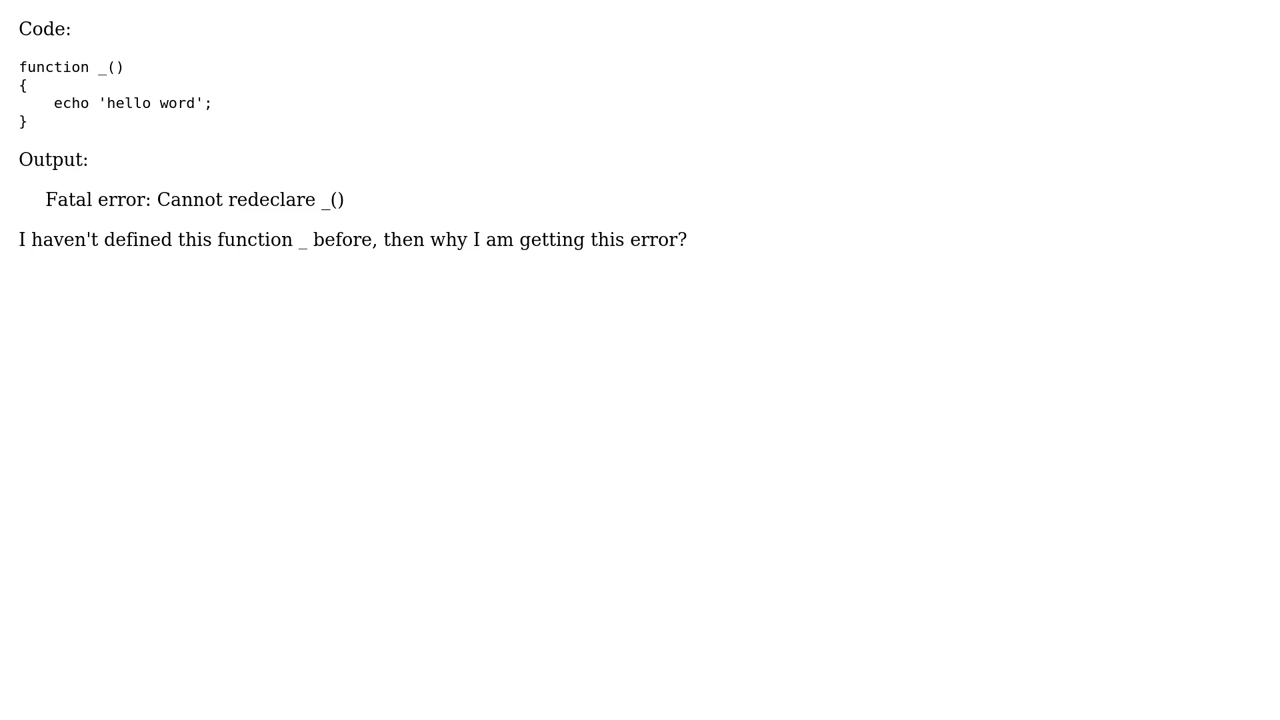 Code:
function _()
{
    echo 'hello word';
}
Output:
Fatal error: Cannot redeclare _()
I haven't defined this function _ before, then why I am getting this error?